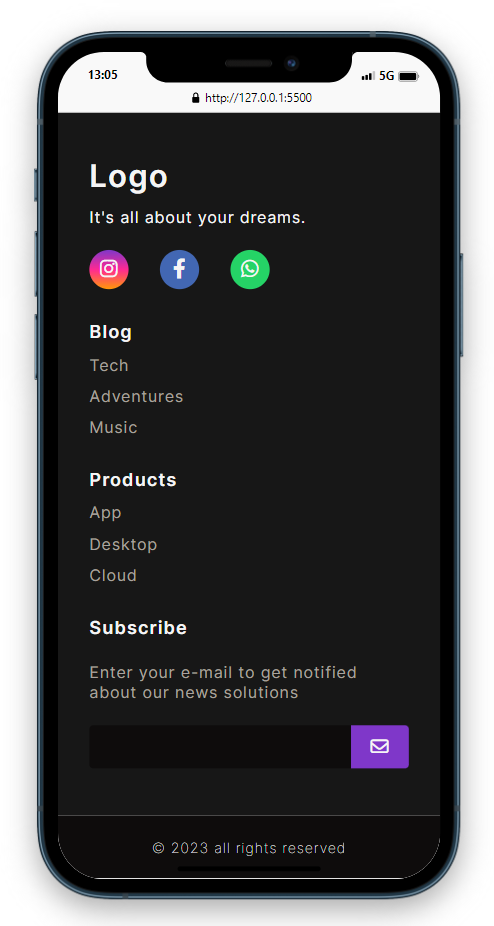 13:05
5G
http://127.0.0.1:5500
Logo
It's all about your dreams.
Blog
Tech
Adventures
Music
Products
App
Desktop
Cloud
Subscribe
Enter your e-mail to get notified
about our news solutions
© 2023 all rights reserved